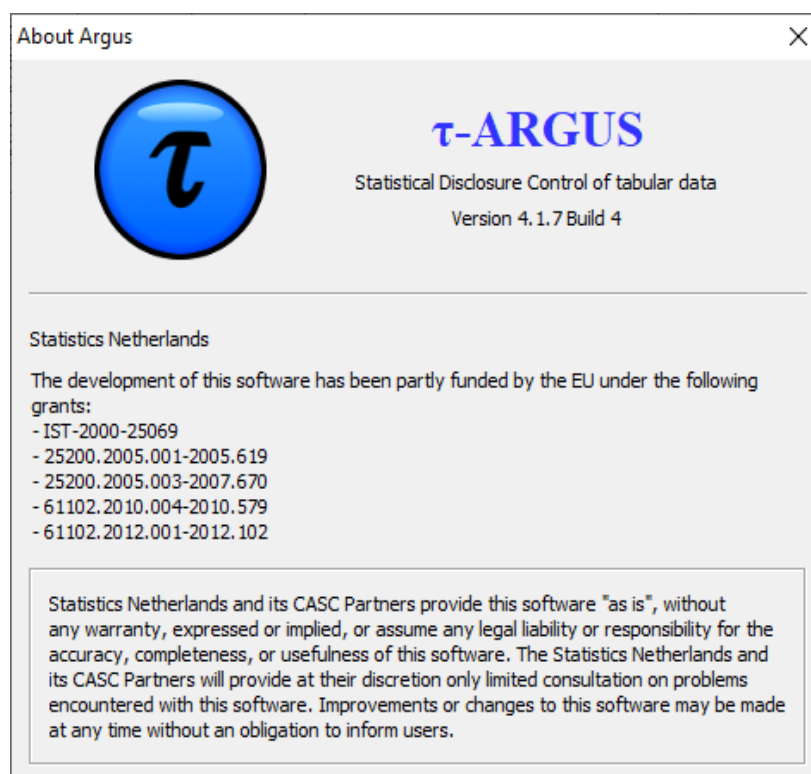 About Argus
τ
τ-ARGUS
Statistical Disclosure Control of tabular data
Version 4.1.7 Build 4
Statistics Netherlands
The development of this software has been partly funded by the EU under the following
grants:
- IST-2000-25069
- 25200.2005.001-2005.619
- 25200.2005.003-2007.670
- 61102.2010.004-2010.579
- 61102.2012.001-2012.102
Statistics Netherlands and its CASC Partners provide this software "as is", without
any warranty, expressed or implied, or assume any legal liability or responsibility for the
accuracy, completeness, or usefulness of this software. The Statistics Netherlands and
its CASC Partners will provide at their discretion only limited consultation on problems
encountered with this software. Improvements or changes to this software may be made
at any time without an obligation to inform users.